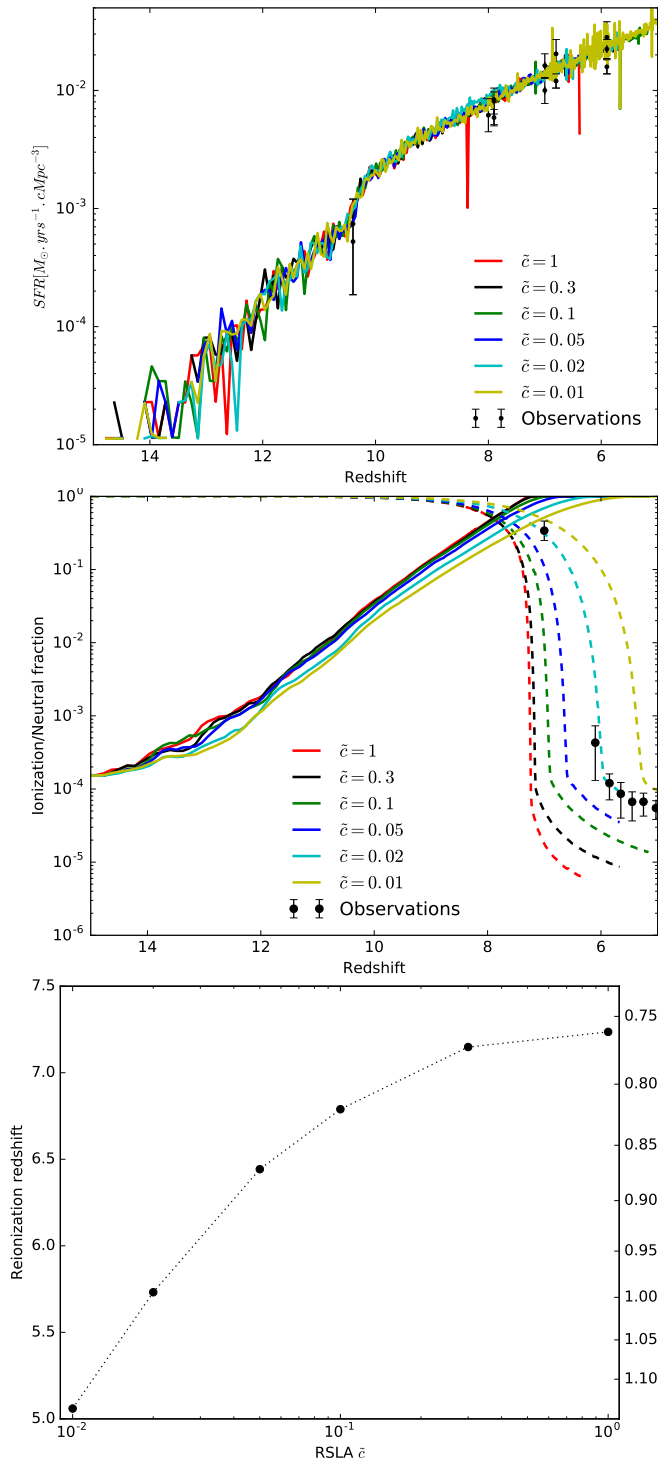 10⁻²
10⁻³
10⁻⁴
10⁻⁵
SFR[M⊙.yrs⁻¹.cMpc⁻³]
c̃ = 1
c̃ = 0.3
c̃ = 0.1
c̃ = 0.05
c̃ = 0.02
c̃ = 0.01
Observations
14 12 10 8 6
Redshift
10⁰
10⁻¹
10⁻²
10⁻³
10⁻⁴
10⁻⁵
10⁻⁶
Ionization/Neutral fraction
c̃ = 1
c̃ = 0.3
c̃ = 0.1
c̃ = 0.05
c̃ = 0.02
c̃ = 0.01
Observations
14 12 10 8 6
Redshift
7.5
7.0
6.5
6.0
5.5
5.0
Reionization redshift
0.75
0.80
0.85
0.90
0.95
1.00
1.05
1.10
10⁻² 10⁻¹ 10⁰
RSLA c̃